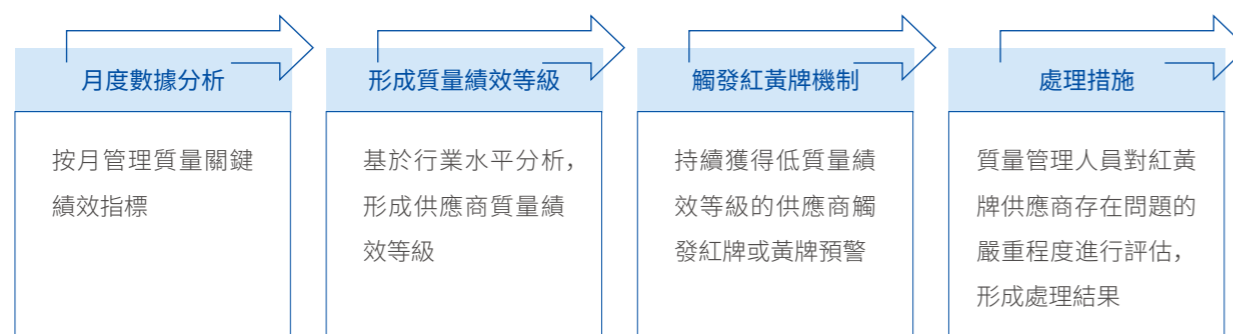 月度數據分析
按月管理質量關鍵
績效指標
形成質量績效等級
基於行業水平分析，
形成供應商質量績
效等級
觸發紅黃牌機制
持續獲得低質量績
效等級的供應商觸
發紅牌或黃牌預警
處理措施
質量管理人員對紅黃
牌供應商存在問題的
嚴重程度進行評估，
形成處理結果